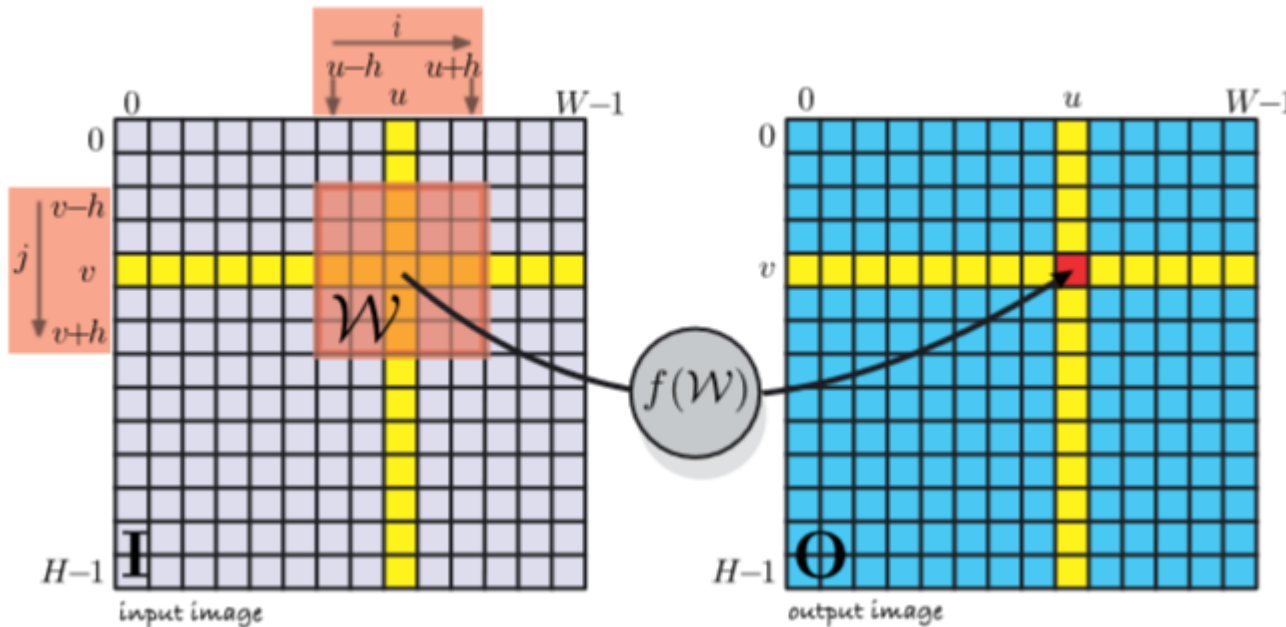 i
u−h u+h
u
0 W−1
0
v−h
j
v
v+h
W
H−1
I
input image
f(W)
0 u W−1
0
v
H−1
O
output image